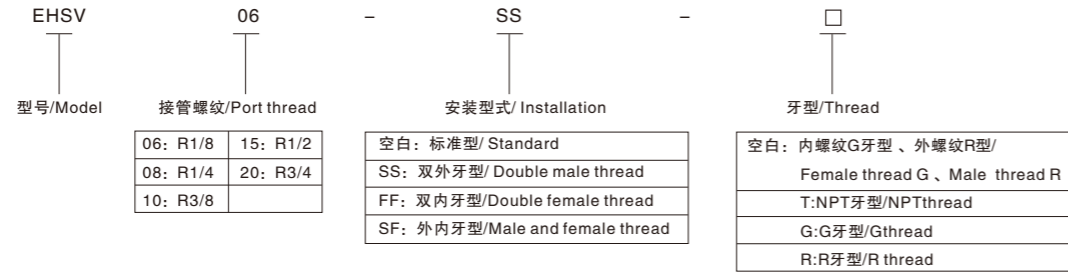 EHSV 06 – SS – □
型号/Model 接管螺纹/Port thread 安装型式/ Installation 牙型/Thread
06：R1/8 15：R1/2
08：R1/4 20：R3/4
10：R3/8
空白：标准型/ Standard
SS：双外牙型/ Double male thread
FF：双内牙型/Double female thread
SF：外内牙型/Male and female thread
空白：内螺纹G牙型 、外螺纹R型/
Female thread G 、Male thread R
T:NPT牙型/NPTthread
G:G牙型/Gthread
R:R牙型/R thread